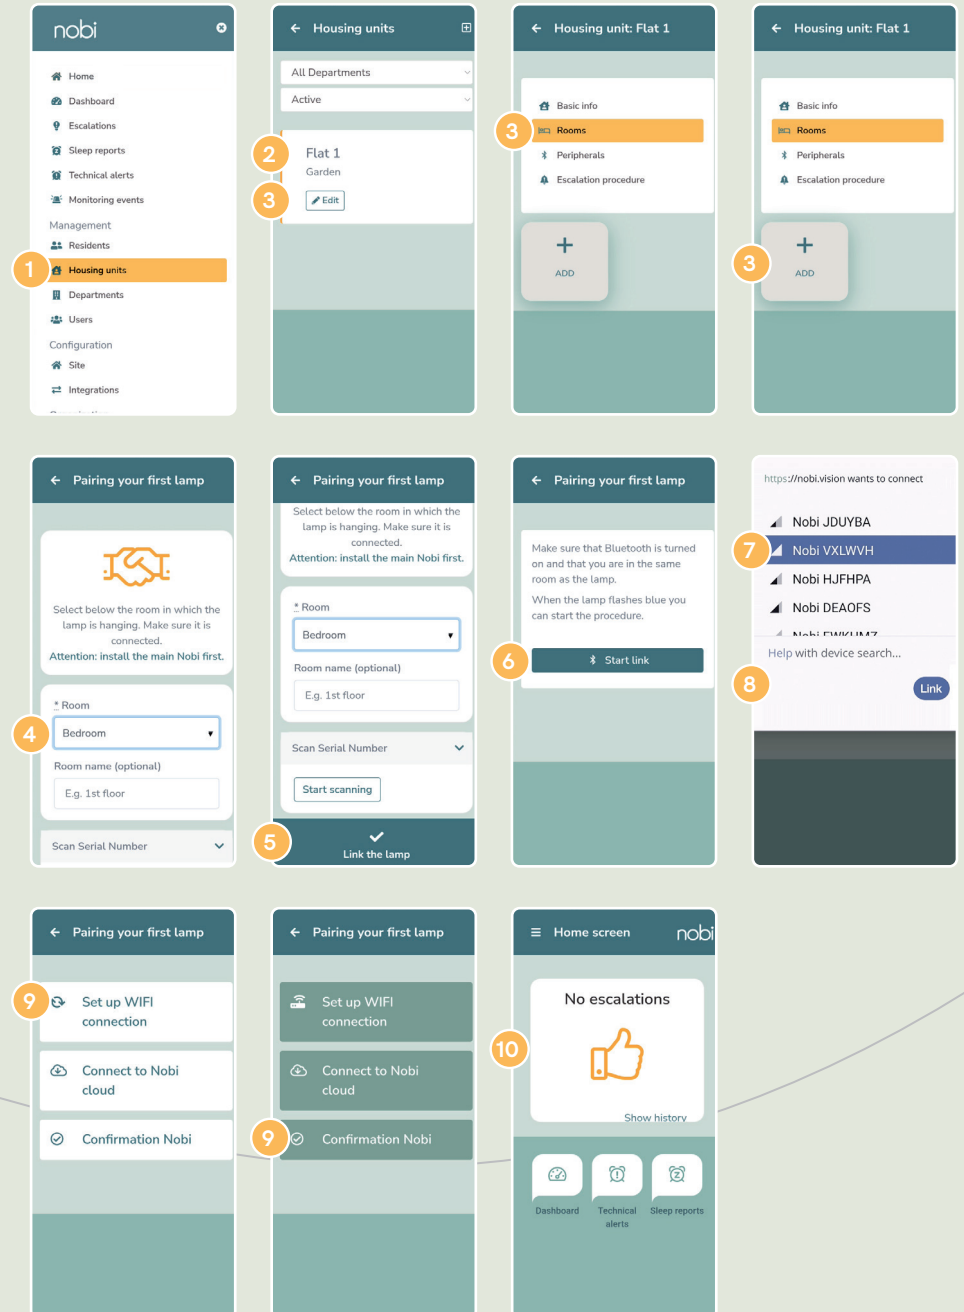 nobi
Home
Dashboard
Escalations
Sleep reports
Technical alerts
Monitoring events
Management
Residents
1
Housing units
Departments
Users
Configuration
Site
Integrations
Housing units
All Departments
Active
2
Flat 1
Garden
3
Edit
Housing unit: Flat 1
Basic info
3
Rooms
Peripherals
Escalation procedure
ADD
Housing unit: Flat 1
Basic info
Rooms
Peripherals
Escalation procedure
3
ADD
Pairing your first lamp
Select below the room in which the
lamp is hanging. Make sure it is
connected.
Attention: install the main Nobi first.
* Room
4
Bedroom
Room name (optional)
E.g. 1st floor
Scan Serial Number
Pairing your first lamp
Select below the room in which the
lamp is hanging. Make sure it is
connected.
Attention: install the main Nobi first.
* Room
Bedroom
Room name (optional)
E.g. 1st floor
Scan Serial Number
Start scanning
5
Link the lamp
Pairing your first lamp
Make sure that Bluetooth is turned
on and that you are in the same
room as the lamp.
When the lamp flashes blue you
can start the procedure.
6
Start link
https://nobi.vision wants to connect
Nobi JDUYBA
7
Nobi VXLWVH
Nobi HJFHPA
Nobi DEAOFS
Help with device search...
8
Link
Pairing your first lamp
9
Set up WIFI
connection
Connect to Nobi
cloud
Confirmation Nobi
Pairing your first lamp
Set up WIFI
connection
Connect to Nobi
cloud
9
Confirmation Nobi
Home screen
nobi
No escalations
10
Show history
Dashboard
Technical
alerts
Sleep reports